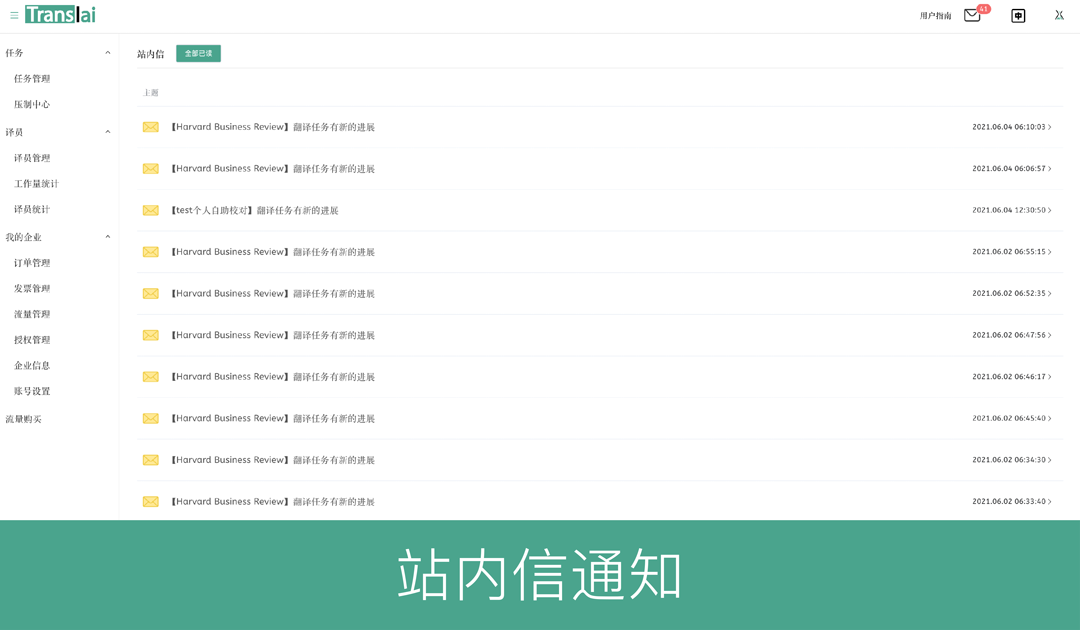 Translai
用户指南
41
中
任务
任务管理
压制中心
译员
译员管理
工作量统计
译员统计
我的企业
订单管理
发票管理
流量管理
授权管理
企业信息
账号设置
流量购买
站内信 全部已读
主题
【Harvard Business Review】翻译任务有新的进展 2021.06.04 06:10:03
【Harvard Business Review】翻译任务有新的进展 2021.06.04 06:06:57
【test个人自助校对】翻译任务有新的进展 2021.06.04 12:30:50
【Harvard Business Review】翻译任务有新的进展 2021.06.02 06:55:15
【Harvard Business Review】翻译任务有新的进展 2021.06.02 06:52:35
【Harvard Business Review】翻译任务有新的进展 2021.06.02 06:47:56
【Harvard Business Review】翻译任务有新的进展 2021.06.02 06:46:17
【Harvard Business Review】翻译任务有新的进展 2021.06.02 06:45:40
【Harvard Business Review】翻译任务有新的进展 2021.06.02 06:34:30
【Harvard Business Review】翻译任务有新的进展 2021.06.02 06:33:40
站内信通知